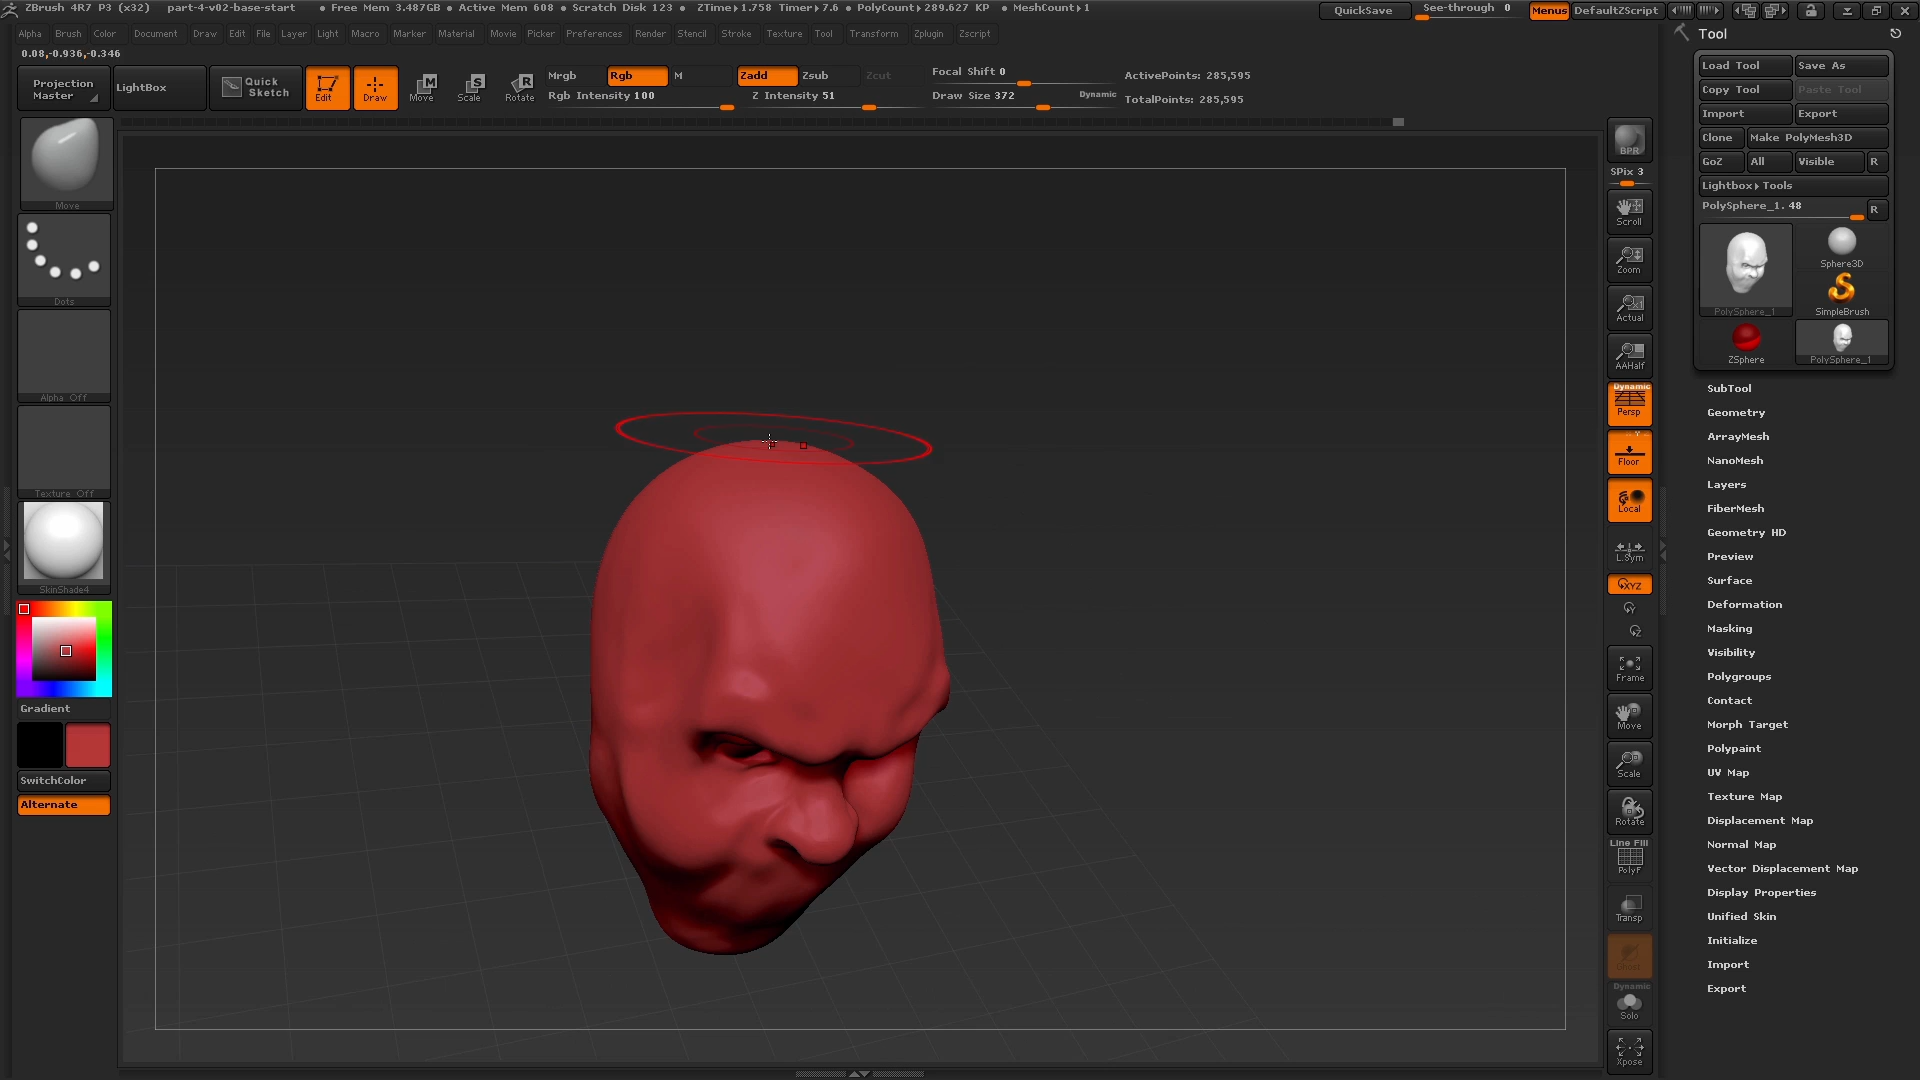 ZBrush 4R7 P3 (x32) part-4-v02-base-start • Free Mem 3.487GB • Active Mem 608 • Scratch Disk 123 • ZTime▸1.758 Timer▸7.6 • PolyCount▸289.627 KP • MeshCount▸1 QuickSave See-through 0 Menus DefaultZScript
Alpha Brush Color Document Draw Edit File Layer Light Macro Marker Material Movie Picker Preferences Render Stencil Stroke Texture Tool Transform Zplugin Zscript
0.08,-0.936,-0.346
Projection Master
LightBox
Quick Sketch
Edit
Draw
Move
Scale
Rotate
Mrgb Rgb M
Rgb Intensity 100
Zadd Zsub Zcut
Z Intensity 51
Focal Shift 0
Draw Size 372 Dynamic
ActivePoints: 285,595
TotalPoints: 285,595
Move
Dots
Alpha Off
Texture Off
SkinShade4
Gradient
SwitchColor
Alternate
BPR
SPix 3
Scroll
Zoom
Actual
AAHalf
Dynamic
Persp
Floor
Local
L.Sym
XYZ
Y
Z
Frame
Move
Scale
Rotate
Line Fill
PolyF
Transp
Ghost
Dynamic
Solo
Xpose
Tool
Load Tool Save As
Copy Tool Paste Tool
Import Export
Clone Make PolyMesh3D
GoZ All Visible R
Lightbox▸Tools
PolySphere_1. 48 R
PolySphere_1
Sphere3D
SimpleBrush
ZSphere
PolySphere_1
SubTool
Geometry
ArrayMesh
NanoMesh
Layers
FiberMesh
Geometry HD
Preview
Surface
Deformation
Masking
Visibility
Polygroups
Contact
Morph Target
Polypaint
UV Map
Texture Map
Displacement Map
Normal Map
Vector Displacement Map
Display Properties
Unified Skin
Initialize
Import
Export